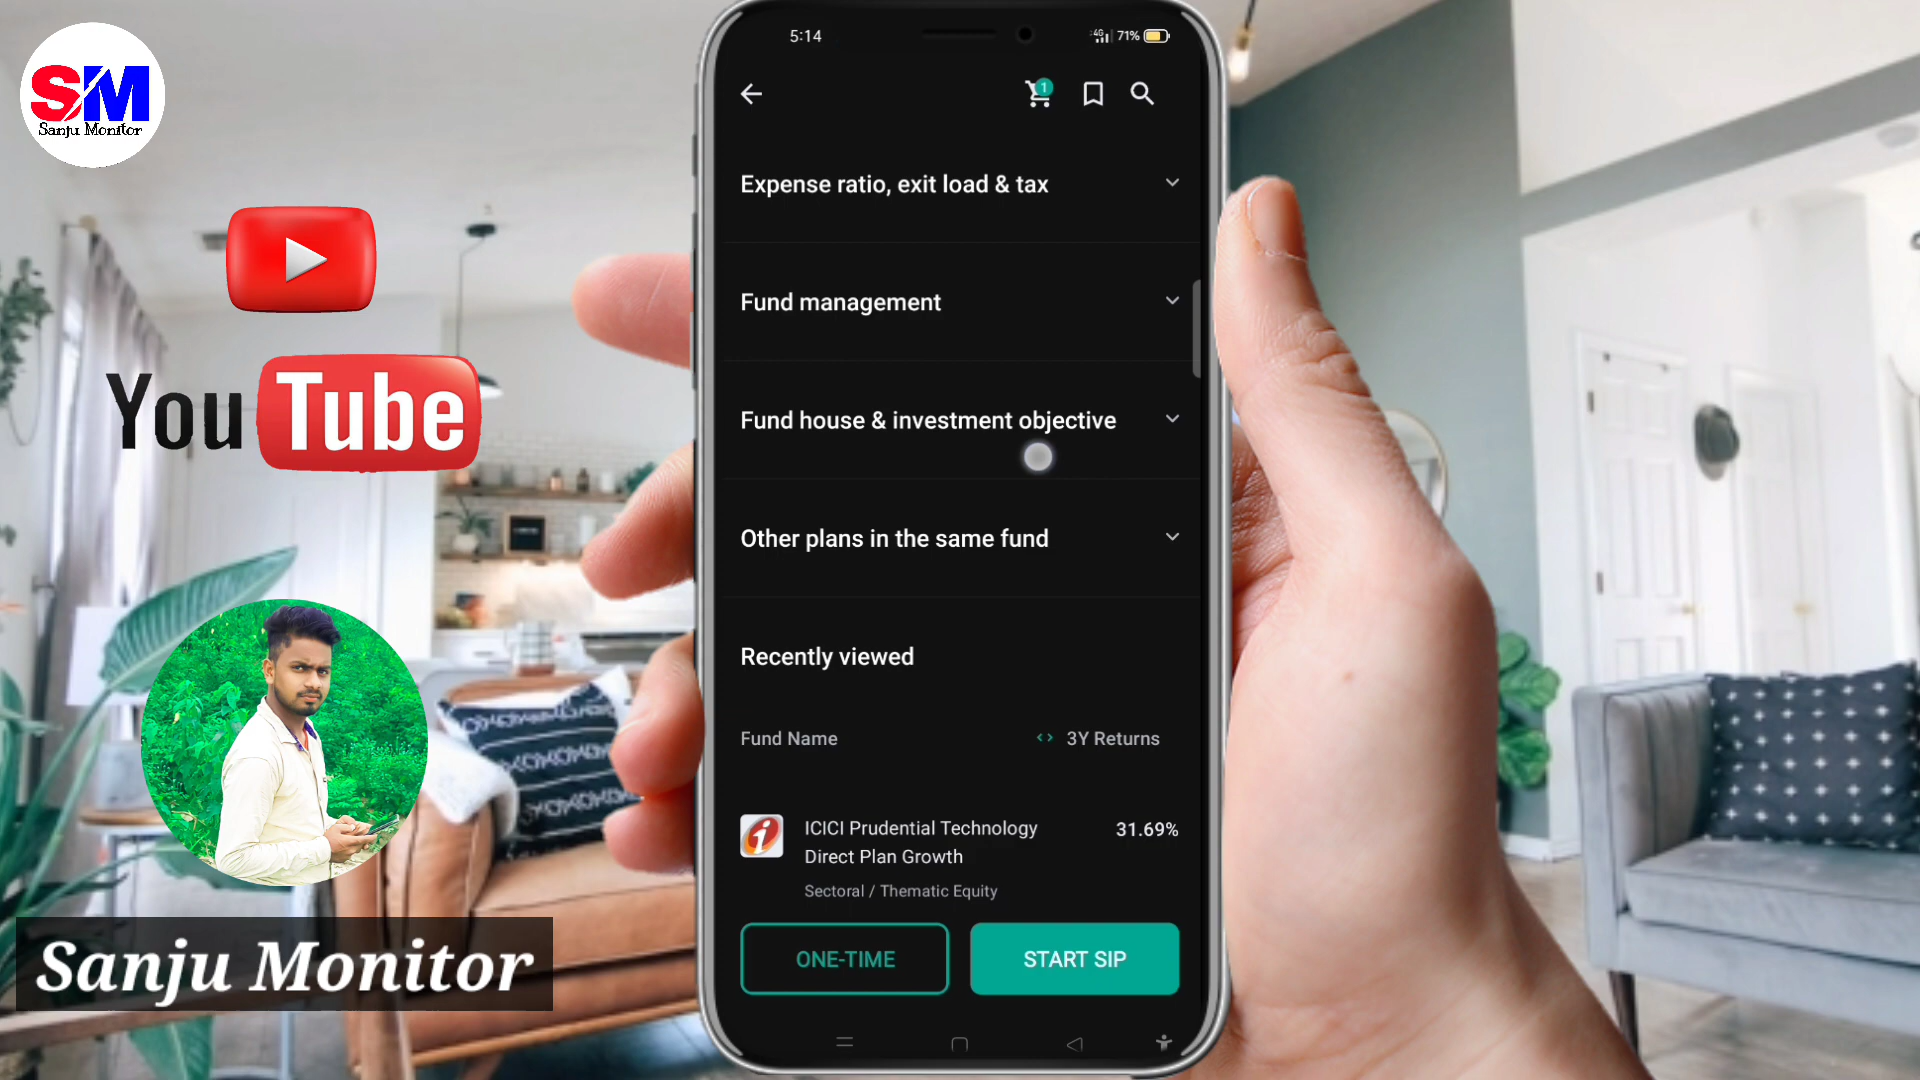 SM
Sanju Monitor
YouTube
Sanju Monitor
5:14
4G 71%
1
Expense ratio, exit load & tax
Fund management
Fund house & investment objective
Other plans in the same fund
Recently viewed
Fund Name
3Y Returns
ICICI Prudential Technology
Direct Plan Growth
31.69%
Sectoral / Thematic Equity
ONE-TIME
START SIP